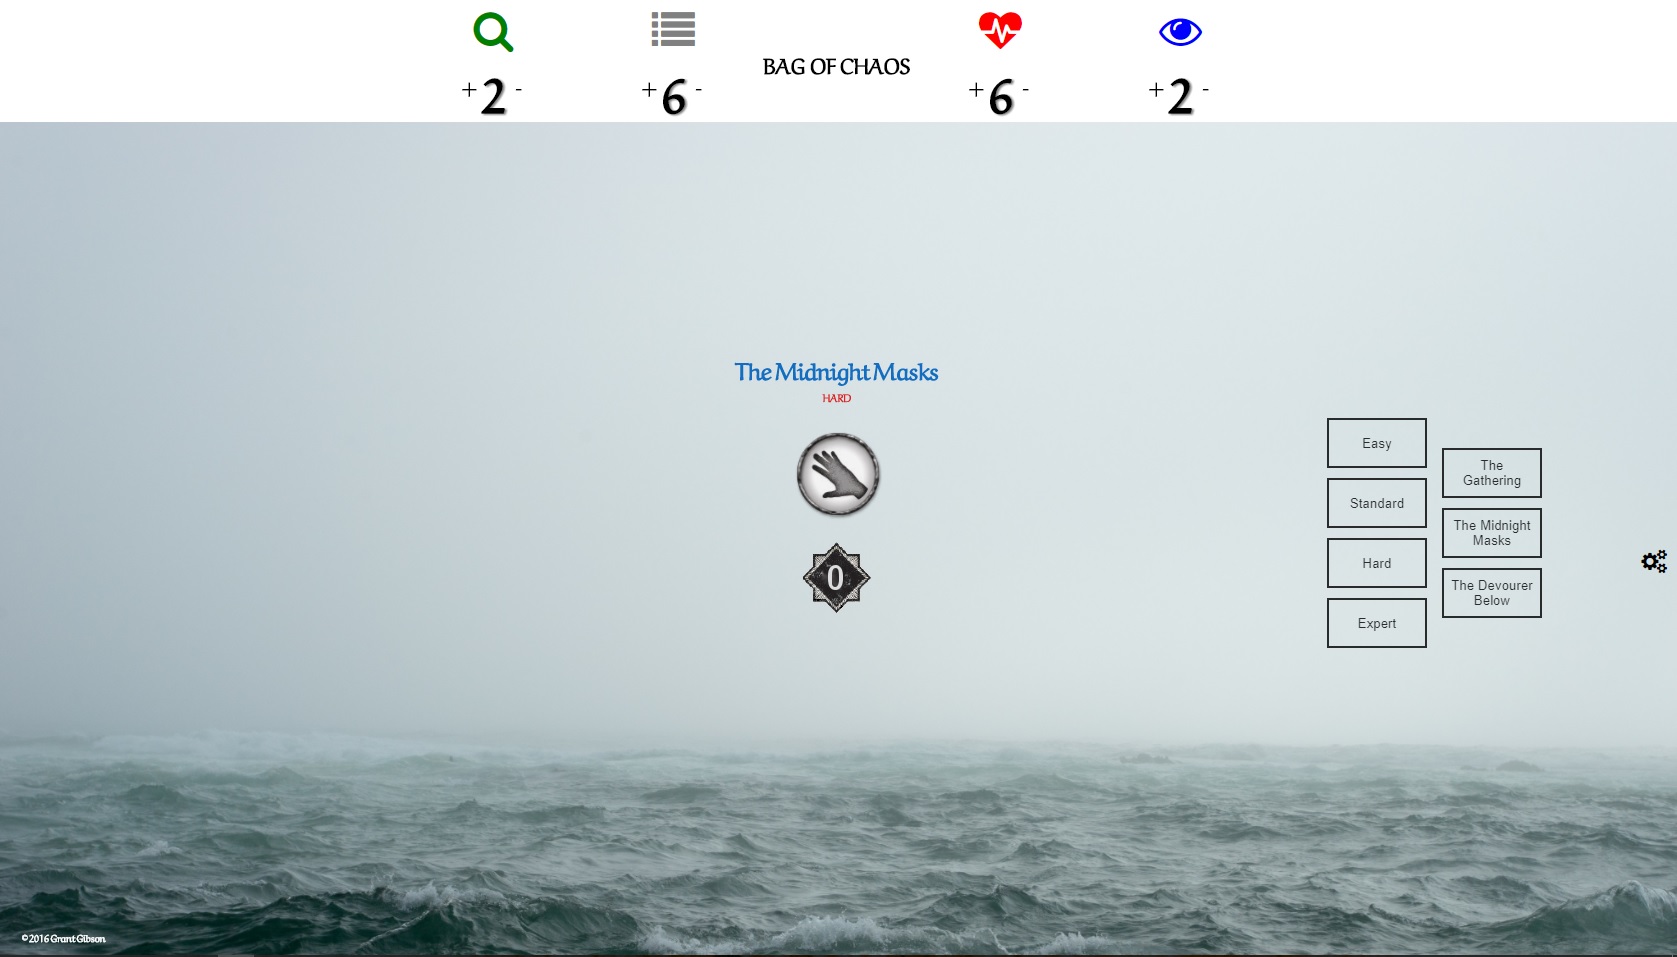 BAG OF CHAOS
+ 2 -
+ 6 -
+ 6 -
+ 2 -
The Midnight Masks
HARD
0
Easy
Standard
Hard
Expert
The
Gathering
The Midnight
Masks
The Devourer
Below
©2016 Grant Gibson